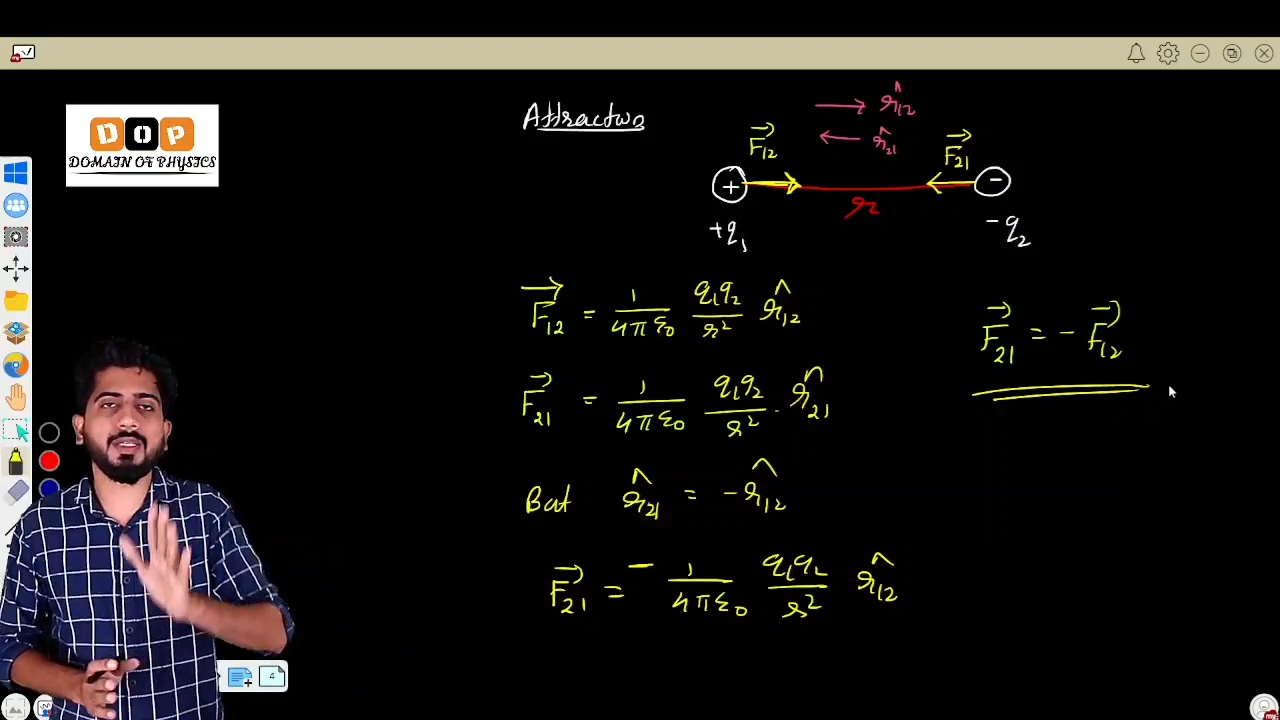 DOP
DOMAIN OF PHYSICS
Attractive
r̂₁₂
r̂₂₁
F⃗₁₂
F⃗₂₁
+
−
r
+q₁
−q₂
F⃗₁₂ = 1/4πε₀ q₁q₂/r² r̂₁₂
F⃗₂₁ = −F⃗₁₂
F⃗₂₁ = 1/4πε₀ q₁q₂/r² . r̂₂₁
But r̂₂₁ = −r̂₁₂
F⃗₂₁ = − 1/4πε₀ q₁q₂/r² r̂₁₂
4